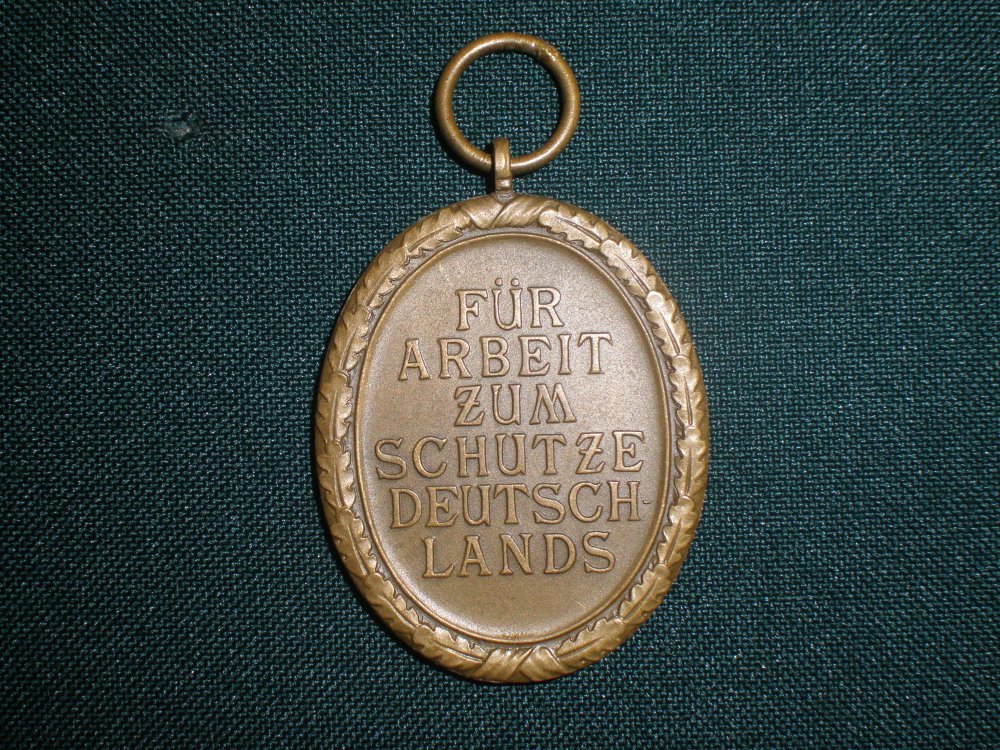 FÜR
ARBEIT
ZUM
SCHUTZE
DEUTSCH-
LANDS